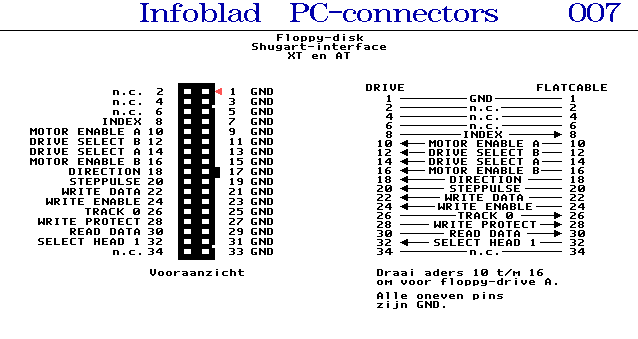 Infoblad PC-connectors 007
Floppy-disk
Shugart-interface
XT en AT
n.c. 2 1 GND
n.c. 4 3 GND
n.c. 6 5 GND
INDEX 8 7 GND
MOTOR ENABLE A 10 9 GND
DRIVE SELECT B 12 11 GND
DRIVE SELECT A 14 13 GND
MOTOR ENABLE B 16 15 GND
DIRECTION 18 17 GND
STEPPULSE 20 19 GND
WRITE DATA 22 21 GND
WRITE ENABLE 24 23 GND
TRACK 0 26 25 GND
WRITE PROTECT 28 27 GND
READ DATA 30 29 GND
SELECT HEAD 1 32 31 GND
n.c. 34 33 GND
Vooraanzicht
DRIVE FLATCABLE
1 GND 1
2 n.c. 2
4 n.c. 4
6 n.c. 6
8 INDEX 8
10 MOTOR ENABLE A 10
12 DRIVE SELECT B 12
14 DRIVE SELECT A 14
16 MOTOR ENABLE B 16
18 DIRECTION 18
20 STEPPULSE 20
22 WRITE DATA 22
24 WRITE ENABLE 24
26 TRACK 0 26
28 WRITE PROTECT 28
30 READ DATA 30
32 SELECT HEAD 1 32
34 n.c. 34
Draai aders 10 t/m 16
om voor floppy-drive A.
Alle oneven pins
zijn GND.